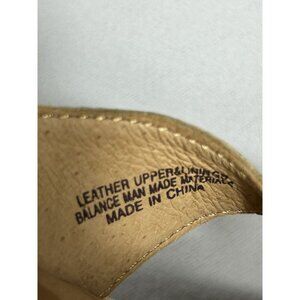 LEATHER UPPER&LINING
BALANCE MAN MADE MATERIALS
MADE IN CHINA